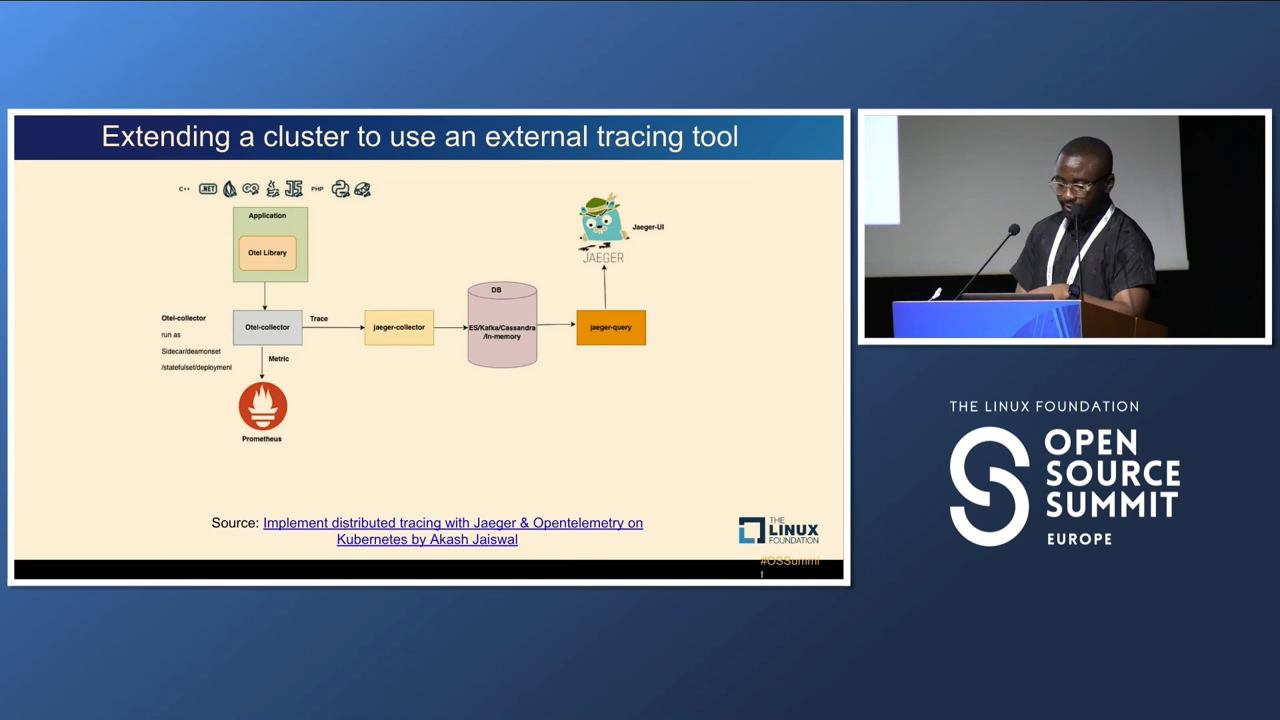 Extending a cluster to use an external tracing tool
C++
.NET
GO
JS
PHP
Application
Otel Library
Jaeger-UI
JAEGER
Otel-collector
run as
Sidecar/deamonset
/statefulset/deployment
Otel-collector
Trace
jaeger-collector
DB
ES/Kafka/Cassandra
/In-memory
jaeger-query
Metric
Prometheus
Source: Implement distributed tracing with Jaeger & Opentelemetry on
Kubernetes by Akash Jaiswal
THE
LINUX
FOUNDATION
#OSSummi
t
THE LINUX FOUNDATION
OPEN
SOURCE
SUMMIT
EUROPE